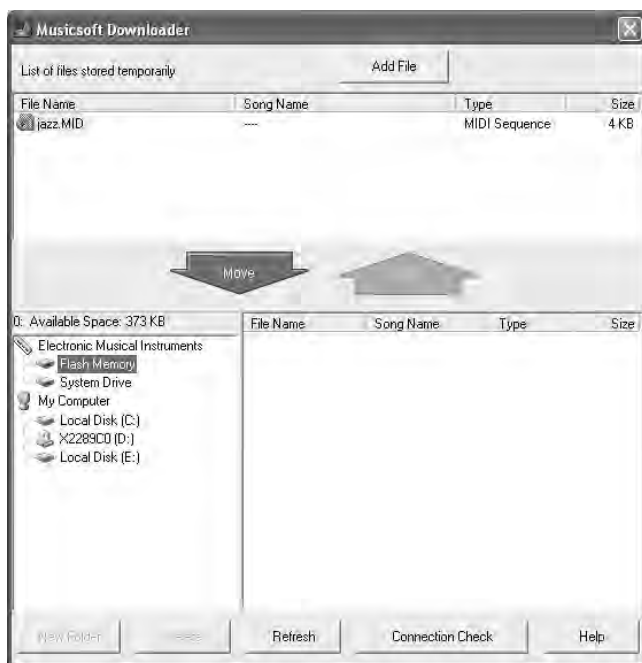 Musicsoft Downloader
List of files stored temporarily
Add File
File Name Song Name Type Size
jazz.MID ---- MIDI Sequence 4 KB
Move
0: Available Space: 373 KB
File Name Song Name Type Size
Electronic Musical Instruments
Flash Memory
System Drive
My Computer
Local Disk (C:)
X2289C0 (D:)
Local Disk (E:)
New Folder Delete Refresh Connection Check Help